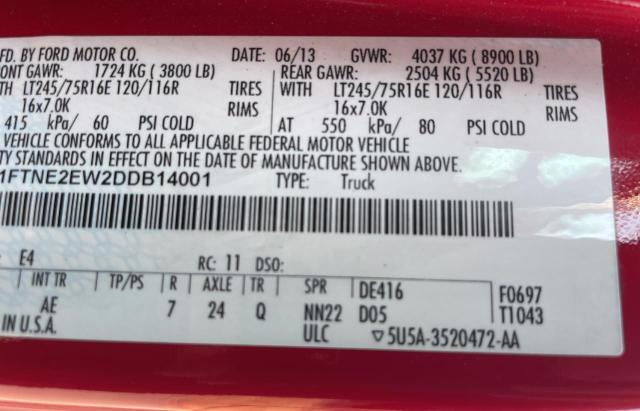 FD. BY FORD MOTOR CO. DATE: 06/13 GVWR: 4037 KG ( 8900 LB)
ONT GAWR: 1724 KG ( 3800 LB) REAR GAWR: 2504 KG ( 5520 LB)
TH LT245/75R16E 120/116R TIRES WITH LT245/75R16E 120/116R TIRES
16x7.0K RIMS 16x7.0K RIMS
415 kPa/ 60 PSI COLD AT 550 kPa/ 80 PSI COLD
VEHICLE CONFORMS TO ALL APPLICABLE FEDERAL MOTOR VEHICLE
TY STANDARDS IN EFFECT ON THE DATE OF MANUFACTURE SHOWN ABOVE.
1FTNE2EW2DDB14001 TYPE: Truck
E4 RC: 11 DSO:
INT TR TP/PS R AXLE TR SPR DE416 F0697
AE 7 24 Q NN22 D05 T1043
IN U.S.A. ULC ▽5U5A-3520472-AA